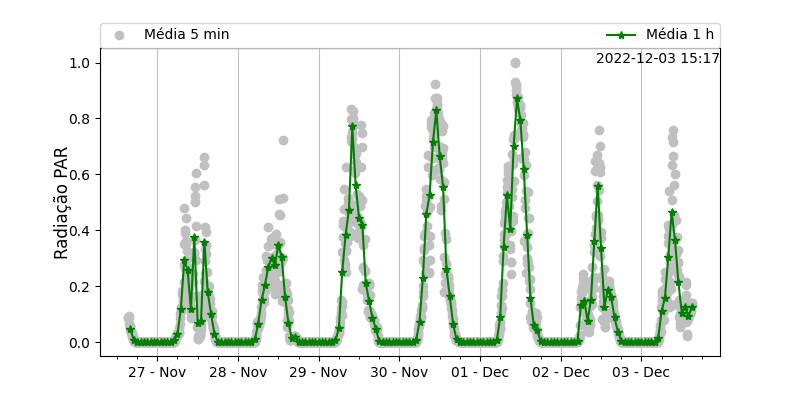 Média 5 min
Média 1 h
2022-12-03 15:17
Radiação PAR
1.0
0.8
0.6
0.4
0.2
0.0
27 - Nov
28 - Nov
29 - Nov
30 - Nov
01 - Dec
02 - Dec
03 - Dec